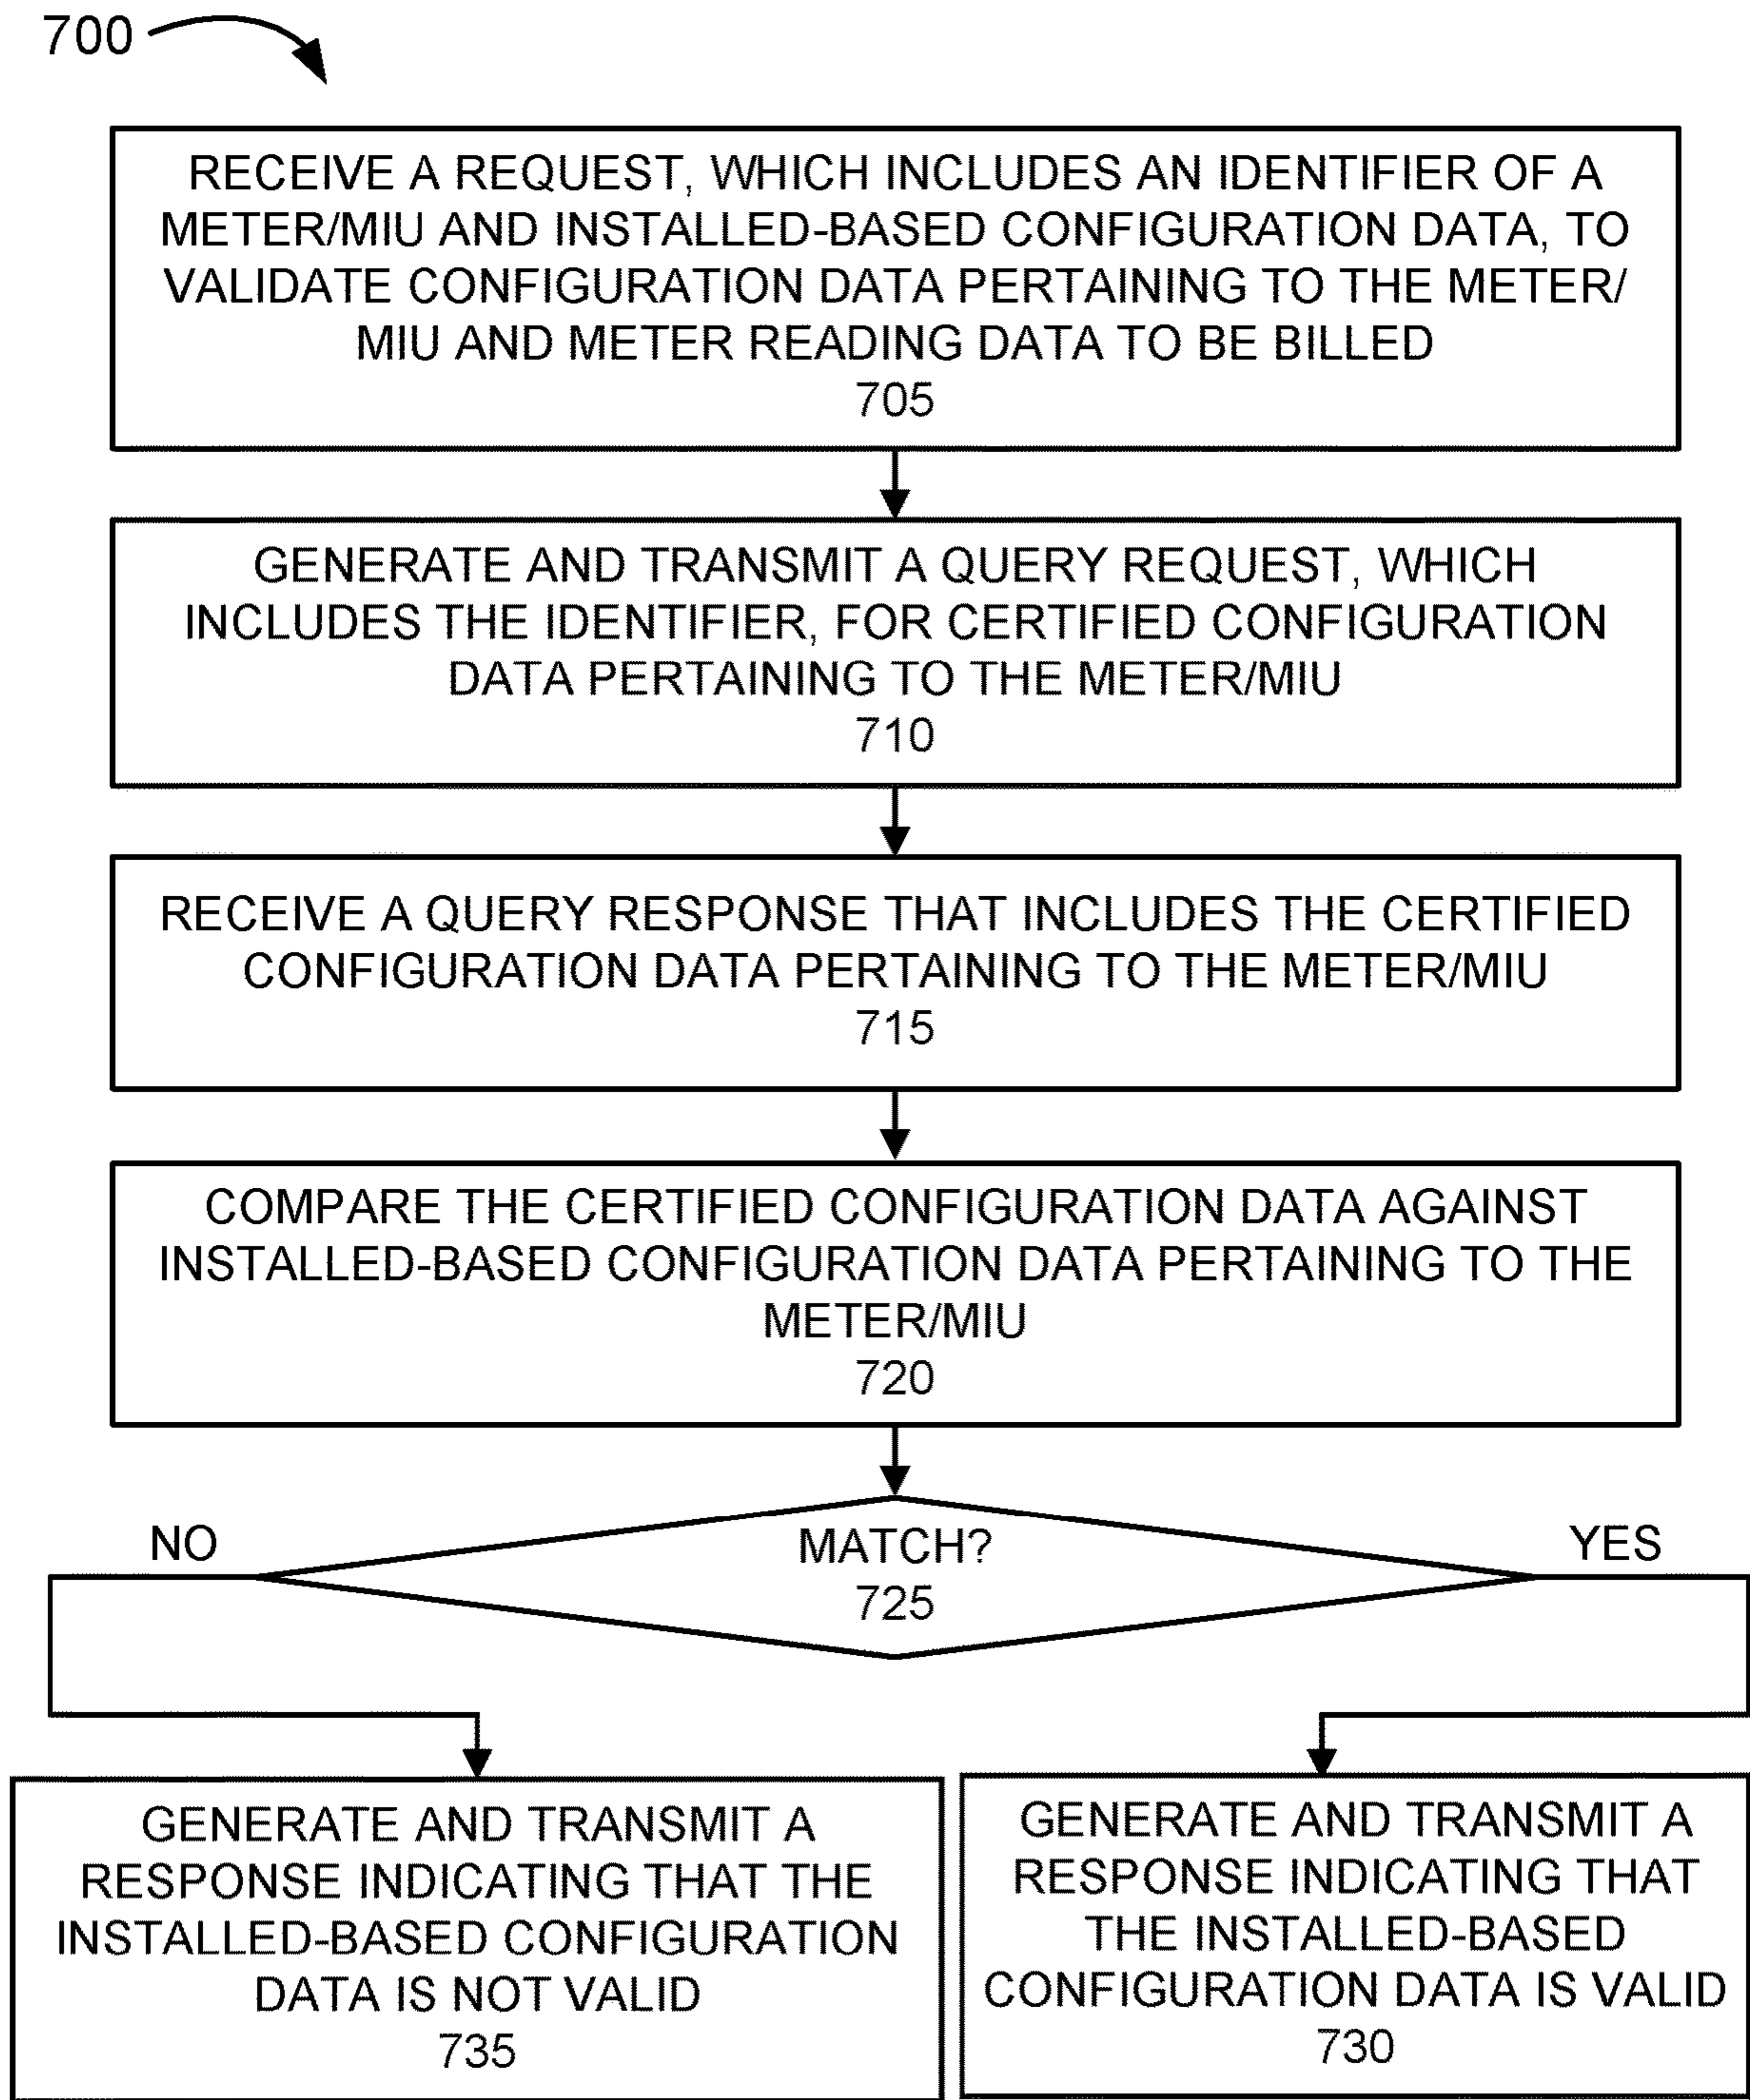 700
RECEIVE A REQUEST, WHICH INCLUDES AN IDENTIFIER OF A
METER/MIU AND INSTALLED-BASED CONFIGURATION DATA, TO
VALIDATE CONFIGURATION DATA PERTAINING TO THE METER/
MIU AND METER READING DATA TO BE BILLED
705
GENERATE AND TRANSMIT A QUERY REQUEST, WHICH
INCLUDES THE IDENTIFIER, FOR CERTIFIED CONFIGURATION
DATA PERTAINING TO THE METER/MIU
710
RECEIVE A QUERY RESPONSE THAT INCLUDES THE CERTIFIED
CONFIGURATION DATA PERTAINING TO THE METER/MIU
715
COMPARE THE CERTIFIED CONFIGURATION DATA AGAINST
INSTALLED-BASED CONFIGURATION DATA PERTAINING TO THE
METER/MIU
720
NO
MATCH?
YES
725
GENERATE AND TRANSMIT A
RESPONSE INDICATING THAT THE
INSTALLED-BASED CONFIGURATION
DATA IS NOT VALID
735
GENERATE AND TRANSMIT A
RESPONSE INDICATING THAT
THE INSTALLED-BASED
CONFIGURATION DATA IS VALID
730